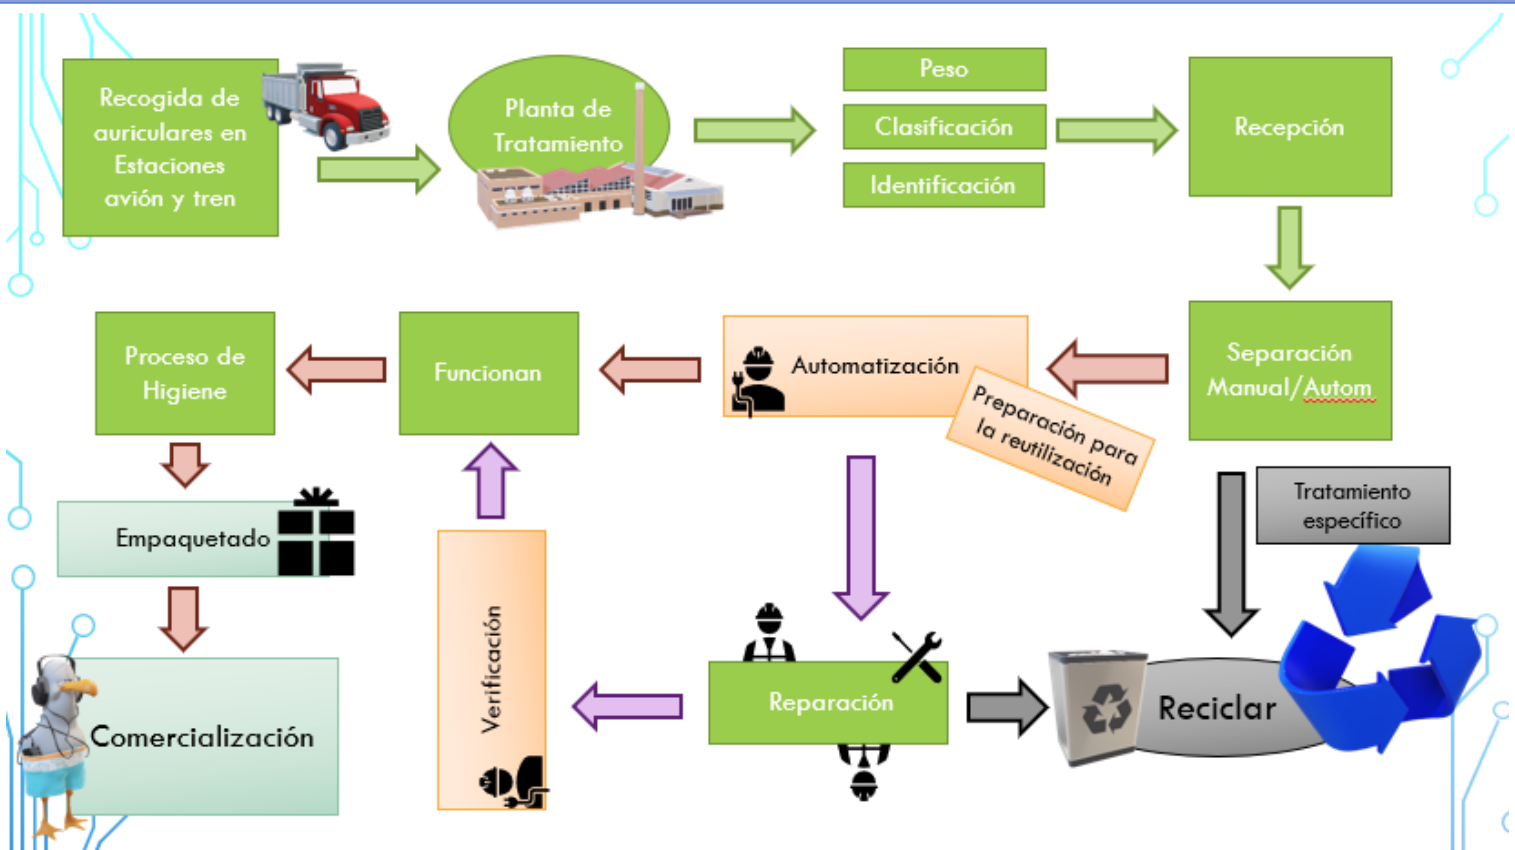 Recogida de
auriculares en
Estaciones
avión y tren
Planta de
Tratamiento
Peso
Clasificación
Identificación
Recepción
Separación
Manual/Autom
Automatización
Preparación para
la reutilización
Funcionan
Proceso de
Higiene
Empaquetado
Comercialización
Verificación
Reparación
Tratamiento
específico
Reciclar